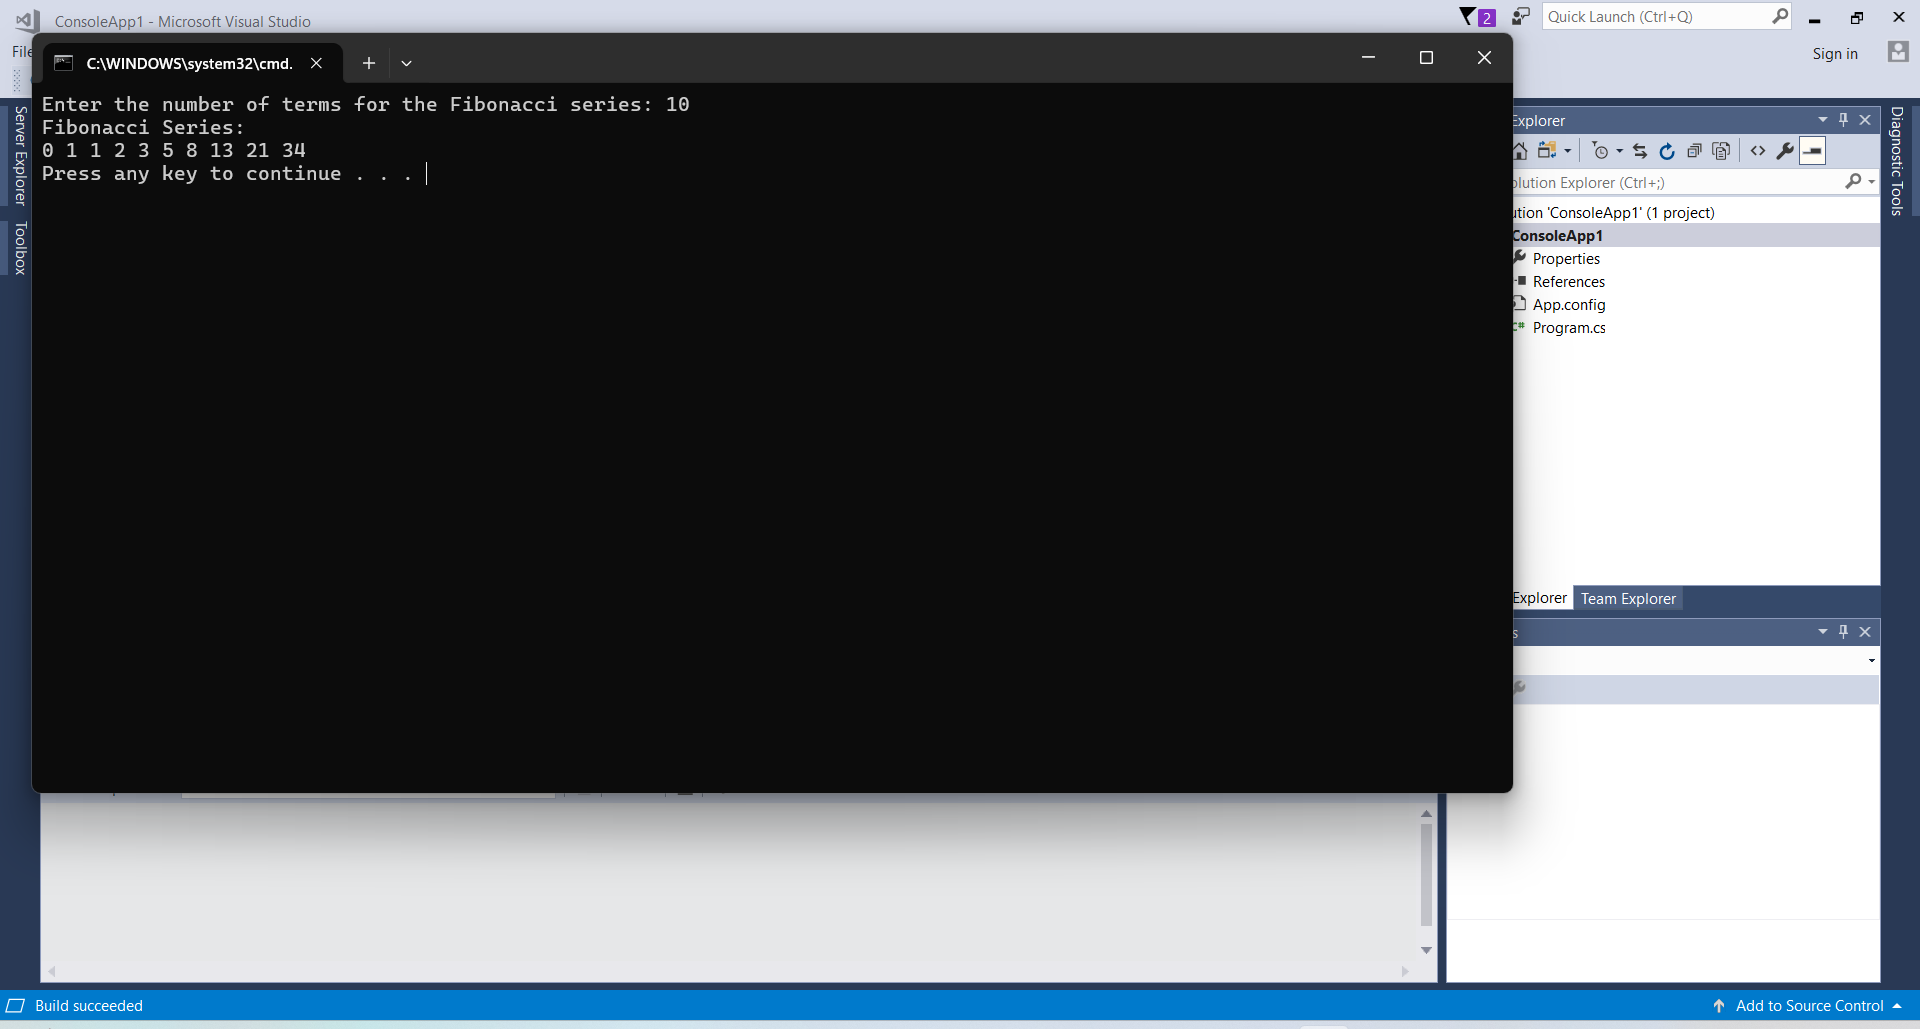 ConsoleApp1 - Microsoft Visual Studio
2
Quick Launch (Ctrl+Q)
File
Sign in
C:\WINDOWS\system32\cmd.
Enter the number of terms for the Fibonacci series: 10
Fibonacci Series:
0 1 1 2 3 5 8 13 21 34
Press any key to continue . . .
Server Explorer
Toolbox
Explorer
Diagnostic Tools
olution Explorer (Ctrl+;)
ution 'ConsoleApp1' (1 project)
ConsoleApp1
Properties
References
App.config
C# Program.cs
Explorer
Team Explorer
s
Build succeeded
Add to Source Control